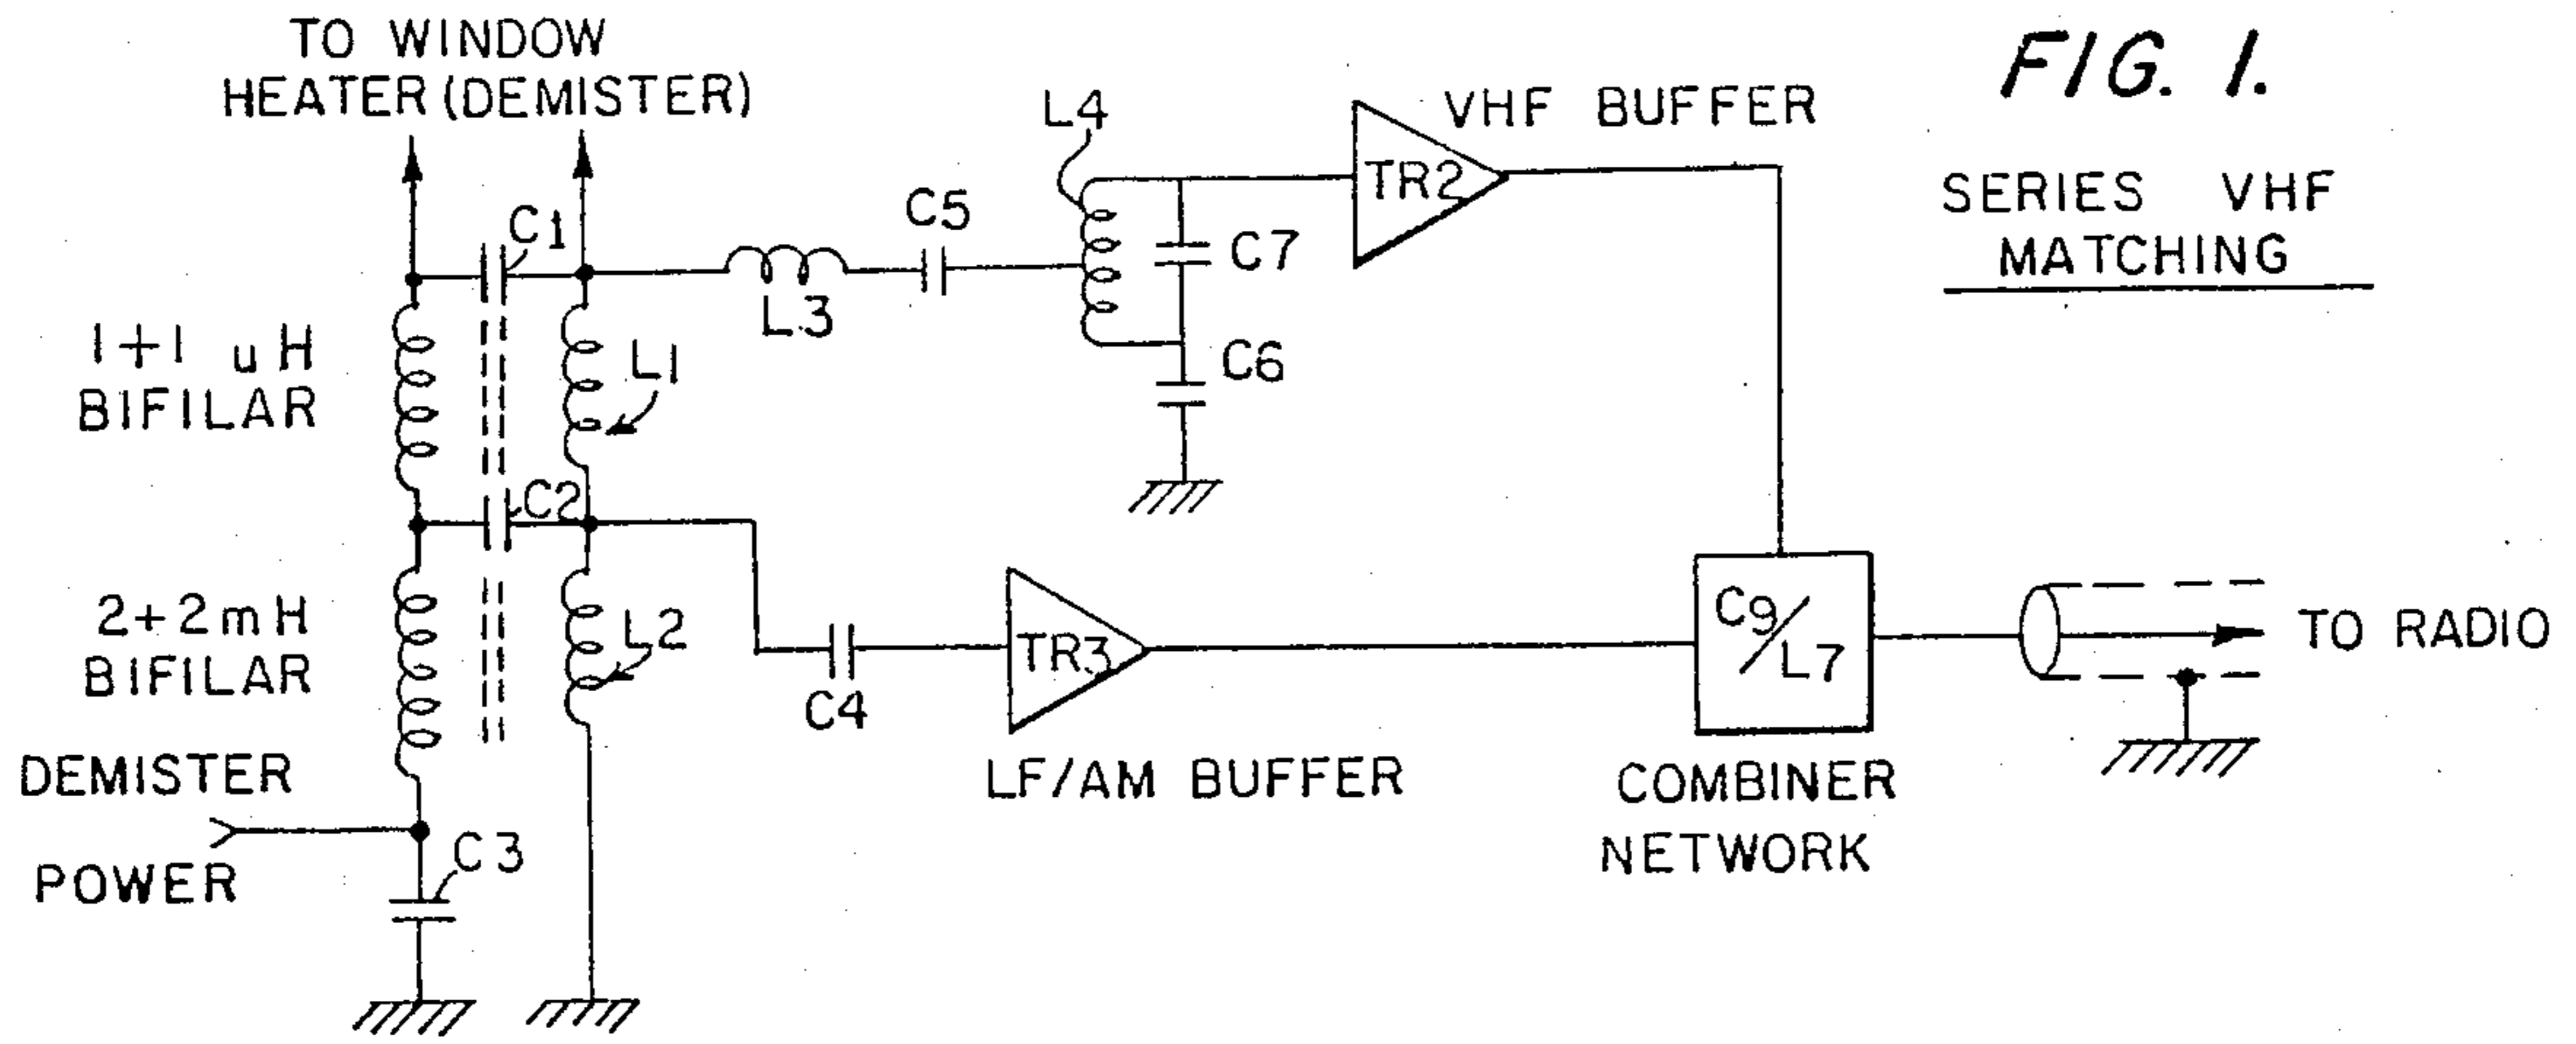 TO WINDOW
HEATER (DEMISTER)
FIG. 1.
SERIES VHF
MATCHING
L4
VHF BUFFER
TR2
C5
C1
C7
L3
1+1 uH
BIFILAR
L1
C6
C2
2+2mH
BIFILAR
L2
C4
TR3
LF/AM BUFFER
C9/L7
COMBINER
NETWORK
TO RADIO
DEMISTER
POWER
C3